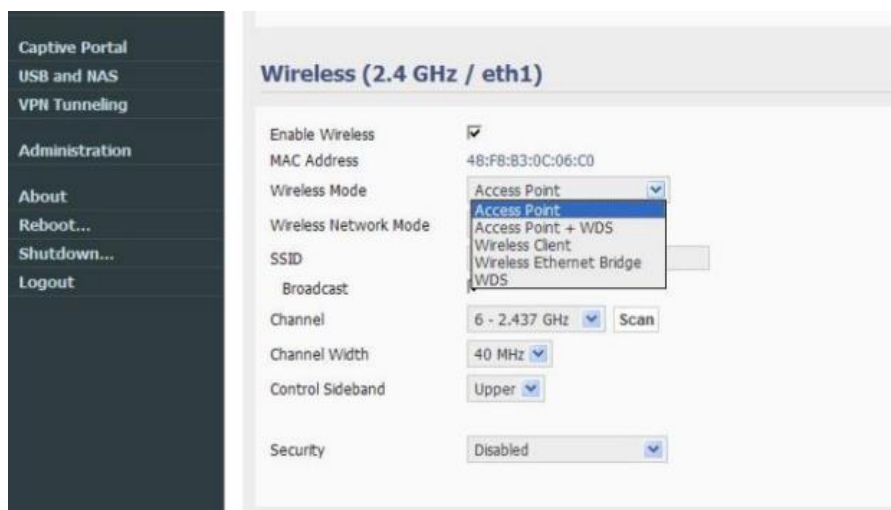 Captive Portal
USB and NAS
VPN Tunneling
Administration
About
Reboot...
Shutdown...
Logout
Wireless (2.4 GHz / eth1)
Enable Wireless
MAC Address 48:F8:B3:0C:06:C0
Wireless Mode Access Point
Access Point
Access Point + WDS
Wireless Client
Wireless Ethernet Bridge
WDS
Wireless Network Mode
SSID
Broadcast
Channel 6 - 2.437 GHz Scan
Channel Width 40 MHz
Control Sideband Upper
Security Disabled